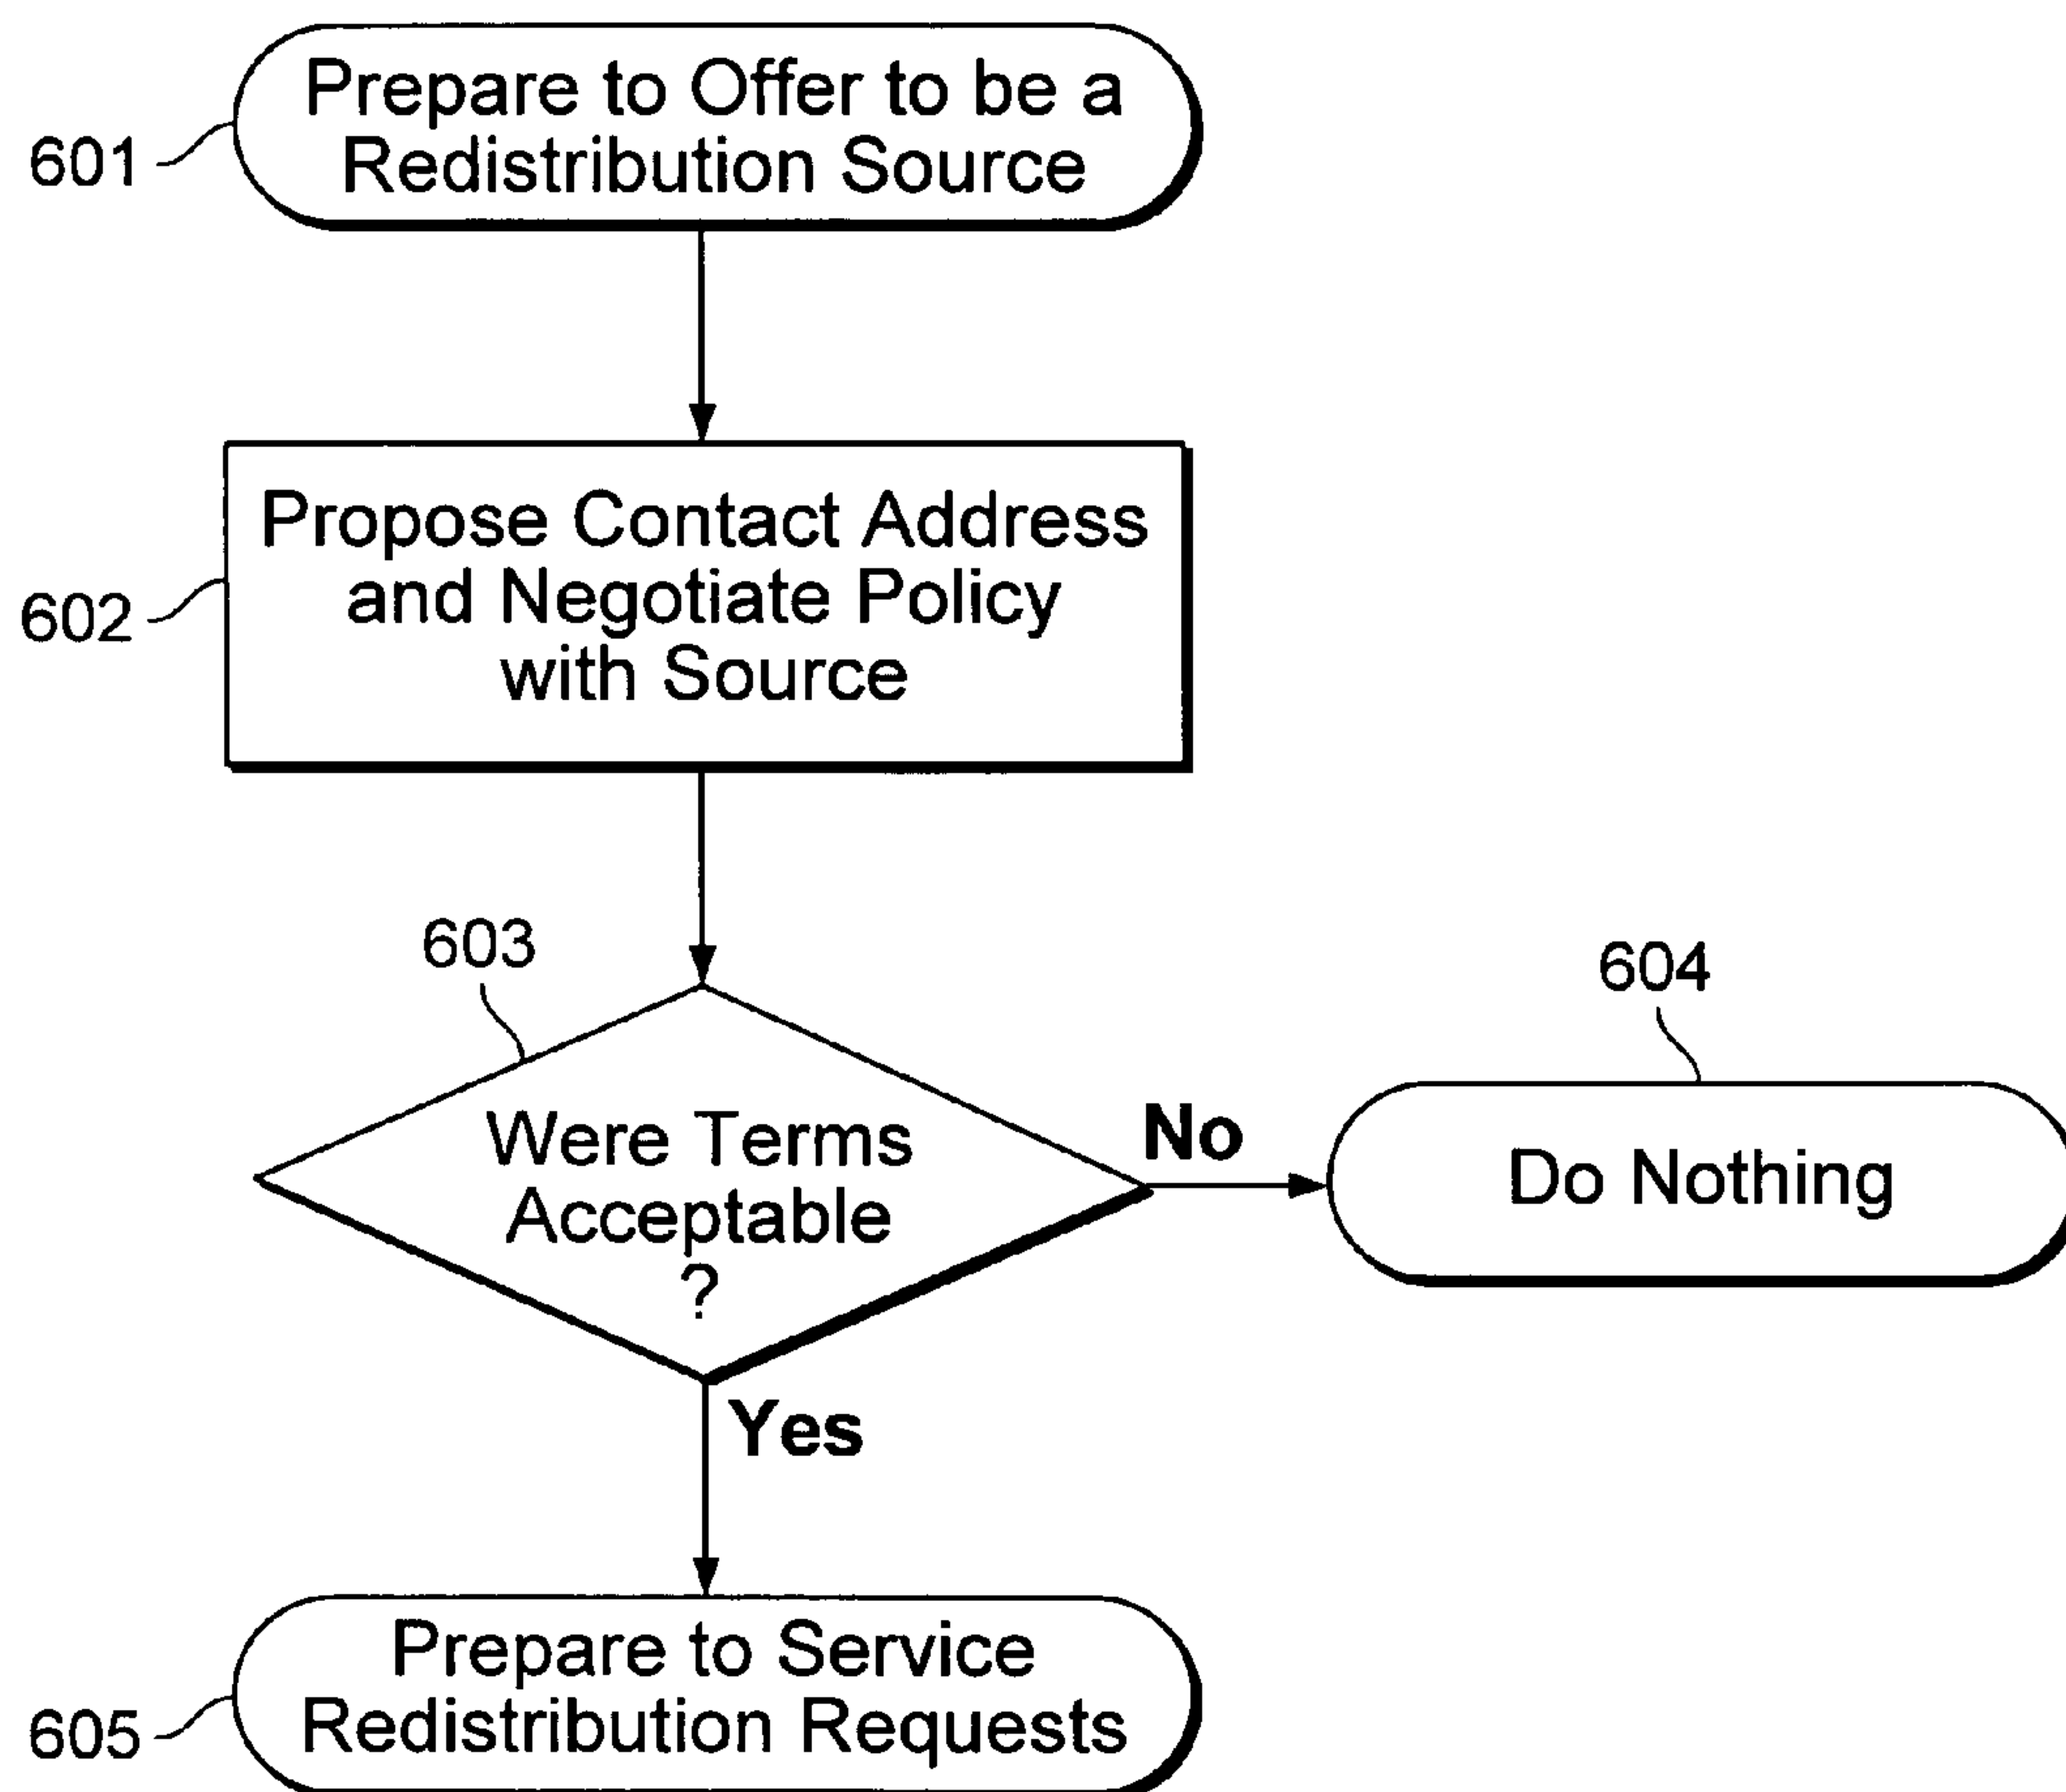 601
Prepare to Offer to be a
Redistribution Source
602
Propose Contact Address
and Negotiate Policy
with Source
603
Were Terms
Acceptable
?
No
604
Do Nothing
Yes
605
Prepare to Service
Redistribution Requests